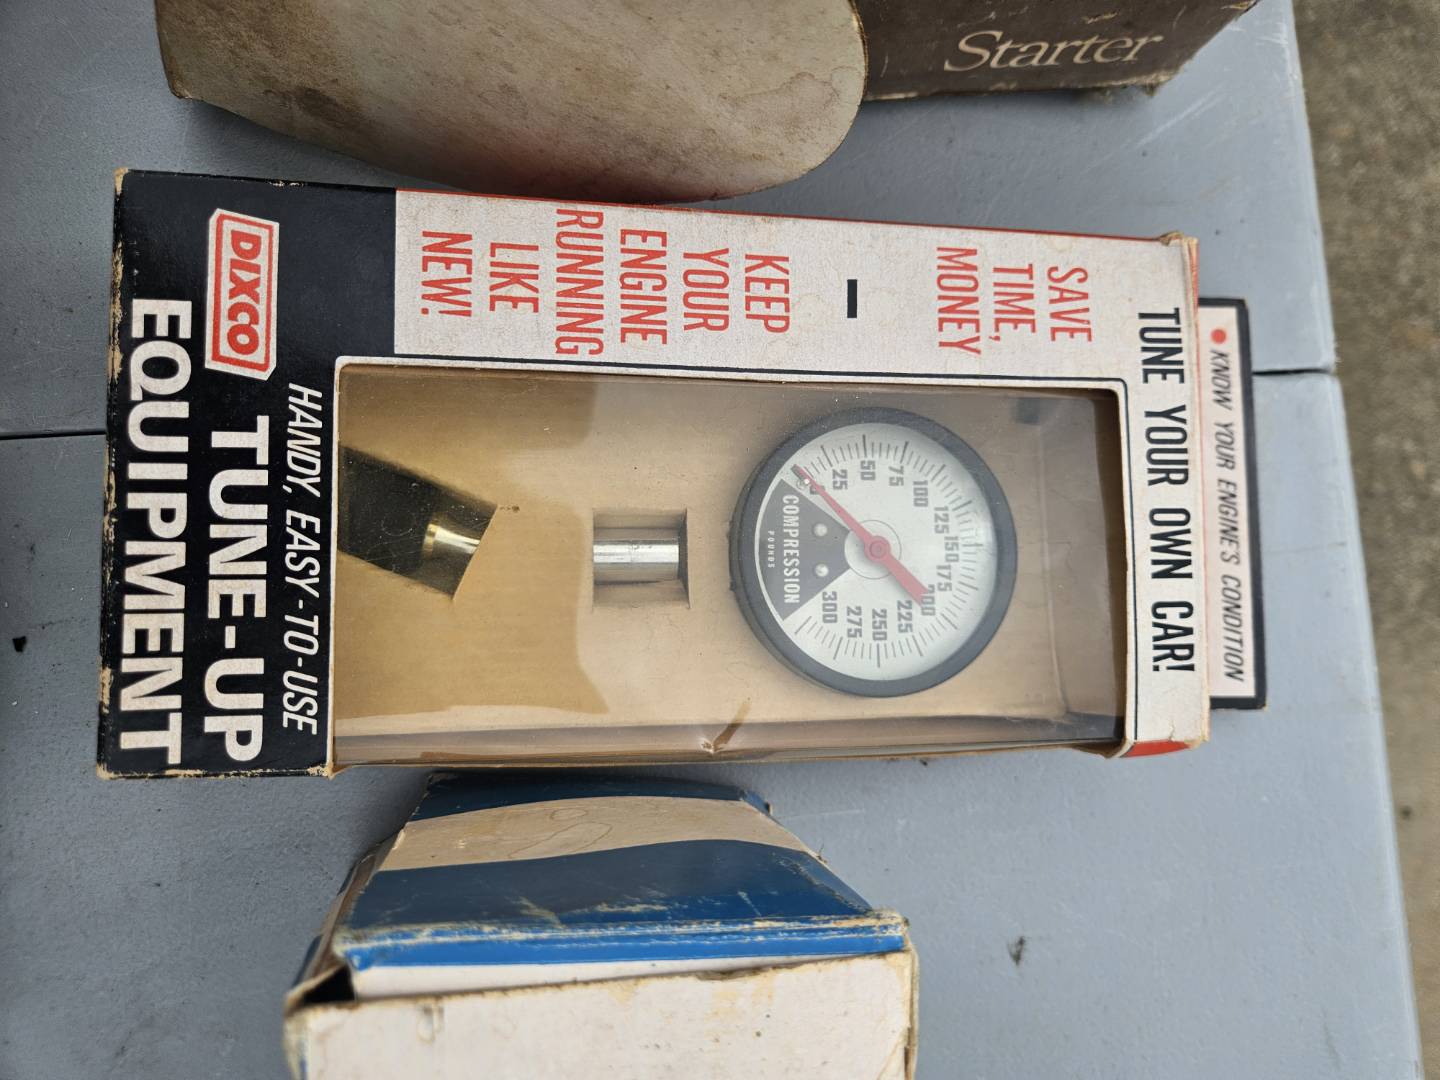 Starter
• KNOW YOUR ENGINE'S CONDITION
TUNE YOUR OWN CAR!
SAVE
TIME,
MONEY
-
KEEP
YOUR
ENGINE
RUNNING
LIKE
NEW!
0
25
50
75
100
125
150
175
200
225
250
275
300
COMPRESSION
POUNDS
HANDY, EASY-TO-USE
DIXCO
TUNE-UP
EQUIPMENT